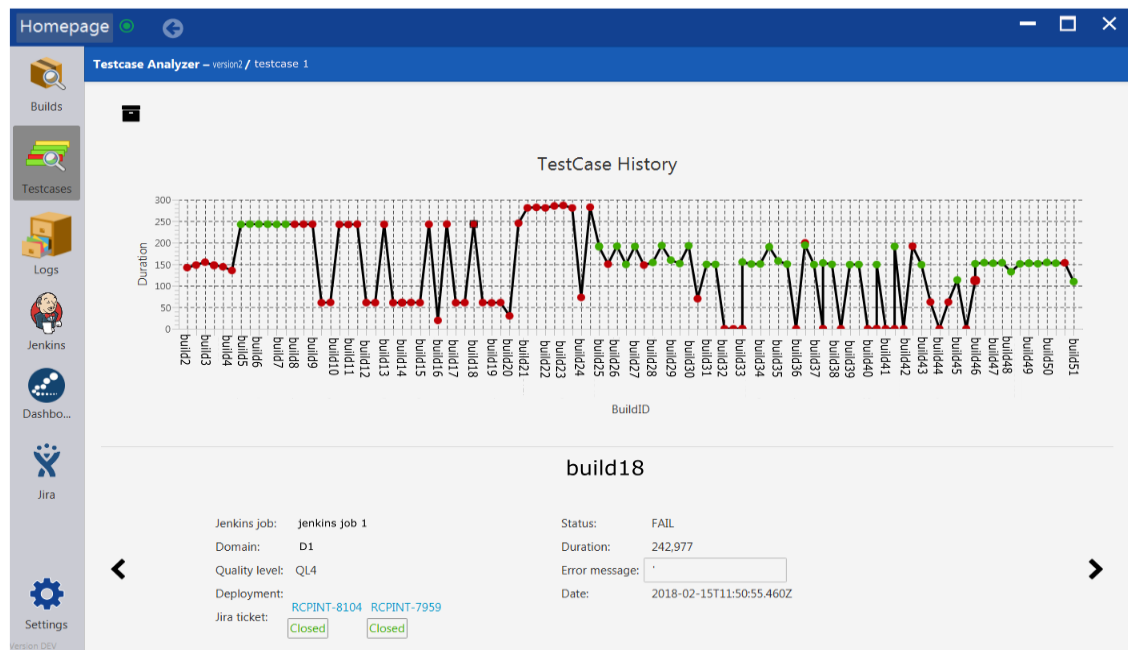 Homepage
Testcase Analyzer – version2 / testcase 1
Builds
Testcases
Logs
Jenkins
Dashbo...
Jira
Settings
Version DEV
TestCase History
Duration
300
250
200
150
100
50
0
build2 build3 build4 build5 build6 build7 build8 build9 build10 build11 build12 build13 build14 build15 build16 build17 build18 build19 build20 build21 build22 build23 build24 build25 build26 build27 build28 build29 build30 build31 build32 build33 build34 build35 build36 build37 build38 build39 build40 build41 build42 build43 build44 build45 build46 build47 build48 build49 build50 build51
BuildID
build18
Jenkins job: jenkins job 1
Domain: D1
Quality level: QL4
Deployment:
Jira ticket: RCPINT-8104 RCPINT-7959
Closed Closed
Status: FAIL
Duration: 242,977
Error message: '
Date: 2018-02-15T11:50:55.460Z